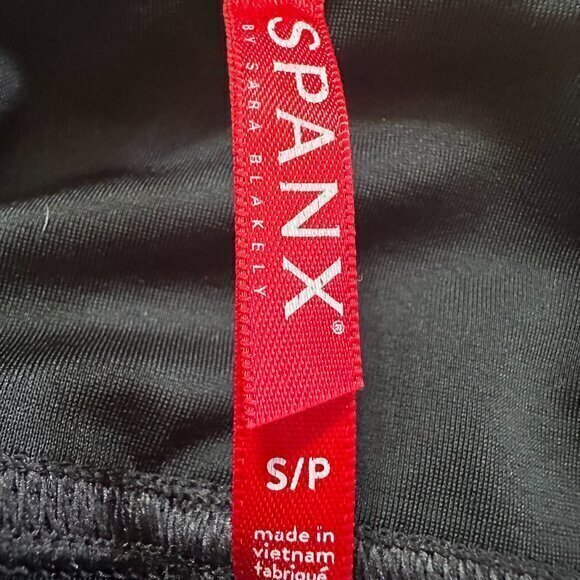 SPANX®
BY SARA BLAKELY
S/P
made in
vietnam
fabriqué